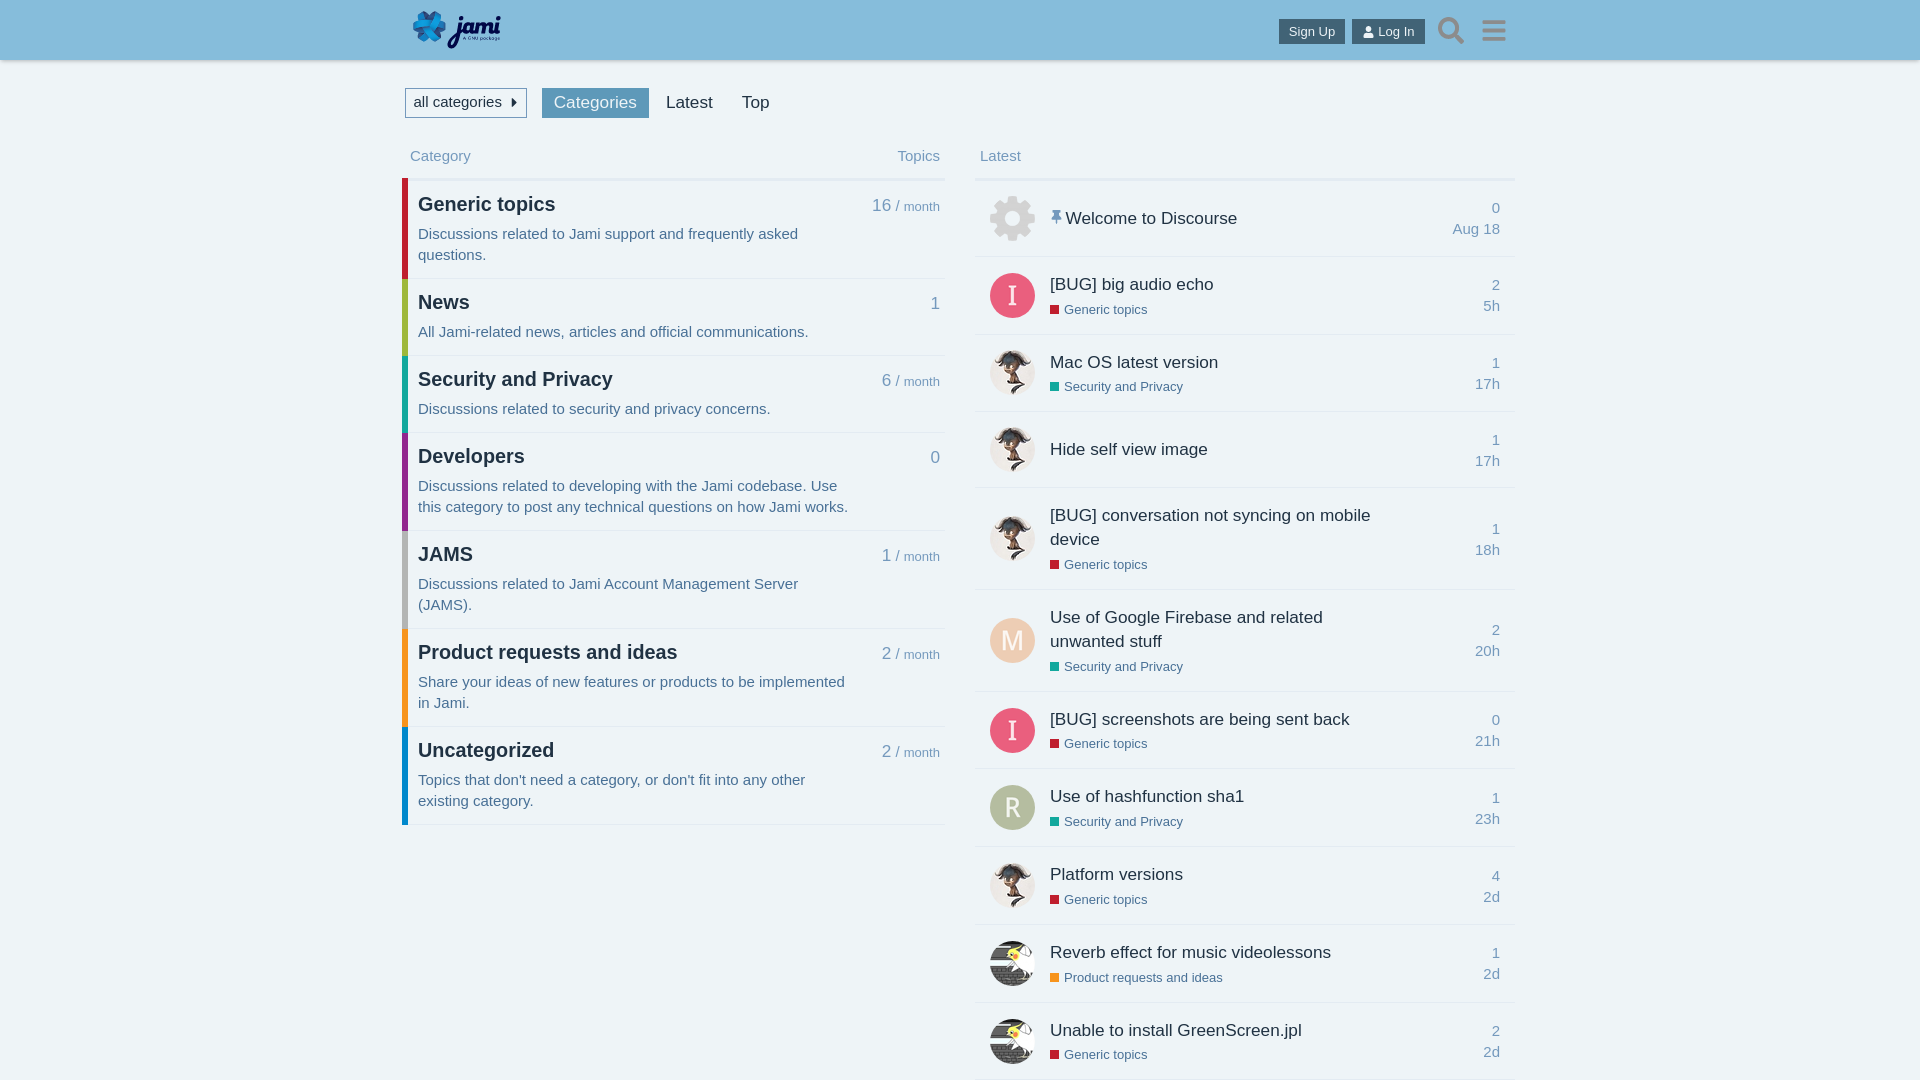 jami
A GNU package
Sign Up
Log In
all categories
Categories
Latest
Top
Category
Topics
Generic topics
16 / month
Discussions related to Jami support and frequently asked
questions.
News
1
All Jami-related news, articles and official communications.
Security and Privacy
6 / month
Discussions related to security and privacy concerns.
Developers
0
Discussions related to developing with the Jami codebase. Use
this category to post any technical questions on how Jami works.
JAMS
1 / month
Discussions related to Jami Account Management Server
(JAMS).
Product requests and ideas
2 / month
Share your ideas of new features or products to be implemented
in Jami.
Uncategorized
2 / month
Topics that don't need a category, or don't fit into any other
existing category.
Latest
Welcome to Discourse
0
Aug 18
I
[BUG] big audio echo
Generic topics
2
5h
Mac OS latest version
Security and Privacy
1
17h
Hide self view image
1
17h
[BUG] conversation not syncing on mobile
device
Generic topics
1
18h
M
Use of Google Firebase and related
unwanted stuff
Security and Privacy
2
20h
I
[BUG] screenshots are being sent back
Generic topics
0
21h
R
Use of hashfunction sha1
Security and Privacy
1
23h
Platform versions
Generic topics
4
2d
Reverb effect for music videolessons
Product requests and ideas
1
2d
Unable to install GreenScreen.jpl
Generic topics
2
2d